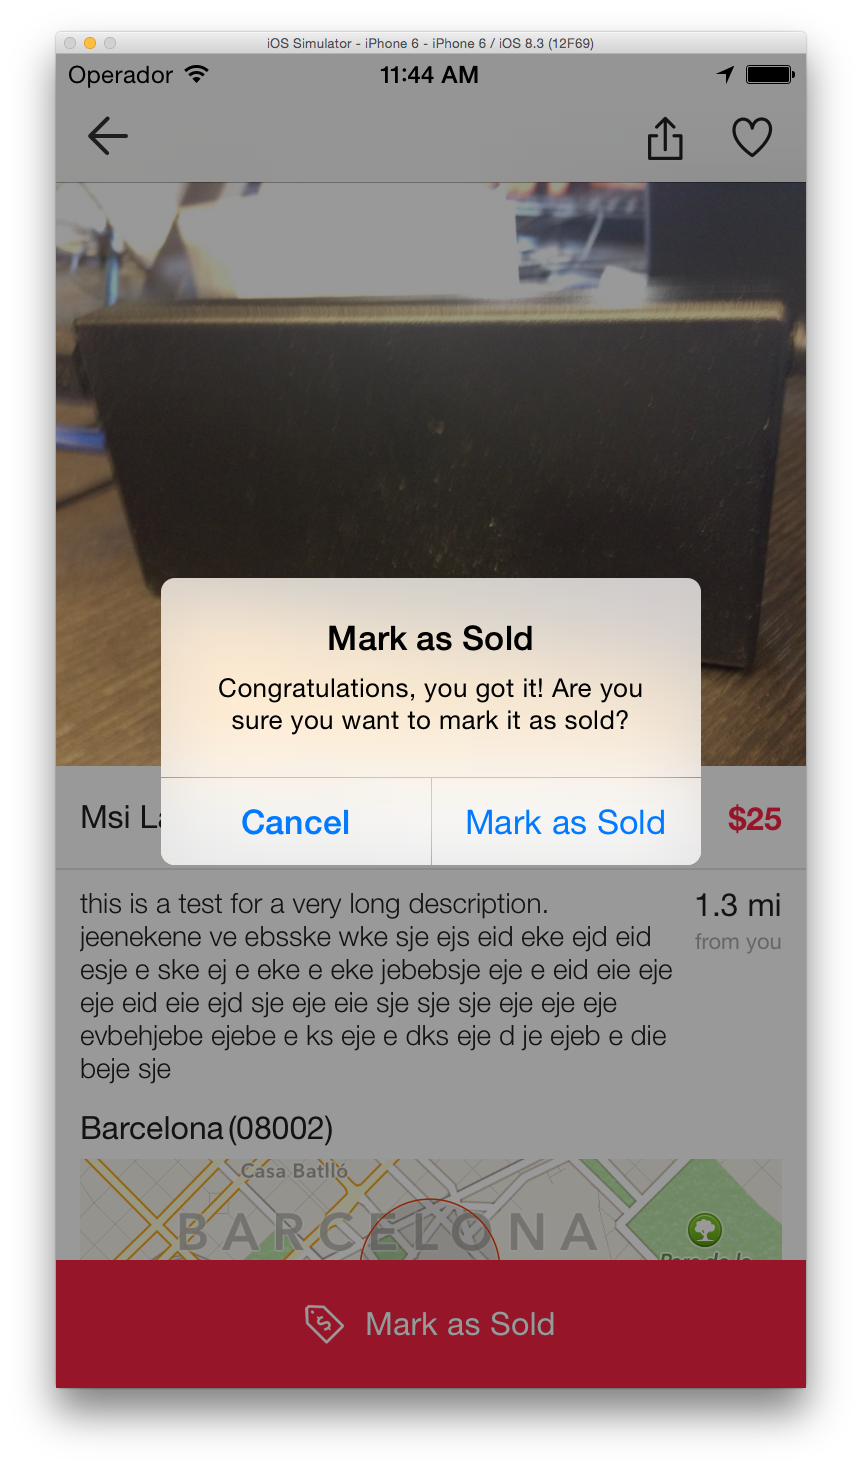 iOS Simulator - iPhone 6 - iPhone 6 / iOS 8.3 (12F69)
Operador 11:44 AM
Mark as Sold
Congratulations, you got it! Are you
sure you want to mark it as sold?
Cancel Mark as Sold
Msi $25
this is a test for a very long description.
jeenekene ve ebsske wke sje ejs eid eke ejd eid
esje e ske ej e eke e eke jebebsje eje e eid eie eje
eje eid eie ejd sje eje eie sje sje sje eje eje eje
evbehjebe ejebe e ks eje e dks eje d je ejeb e die
beje sje
1.3 mi
from you
Barcelona (08002)
Casa Batlló
BARCELONA
Mark as Sold